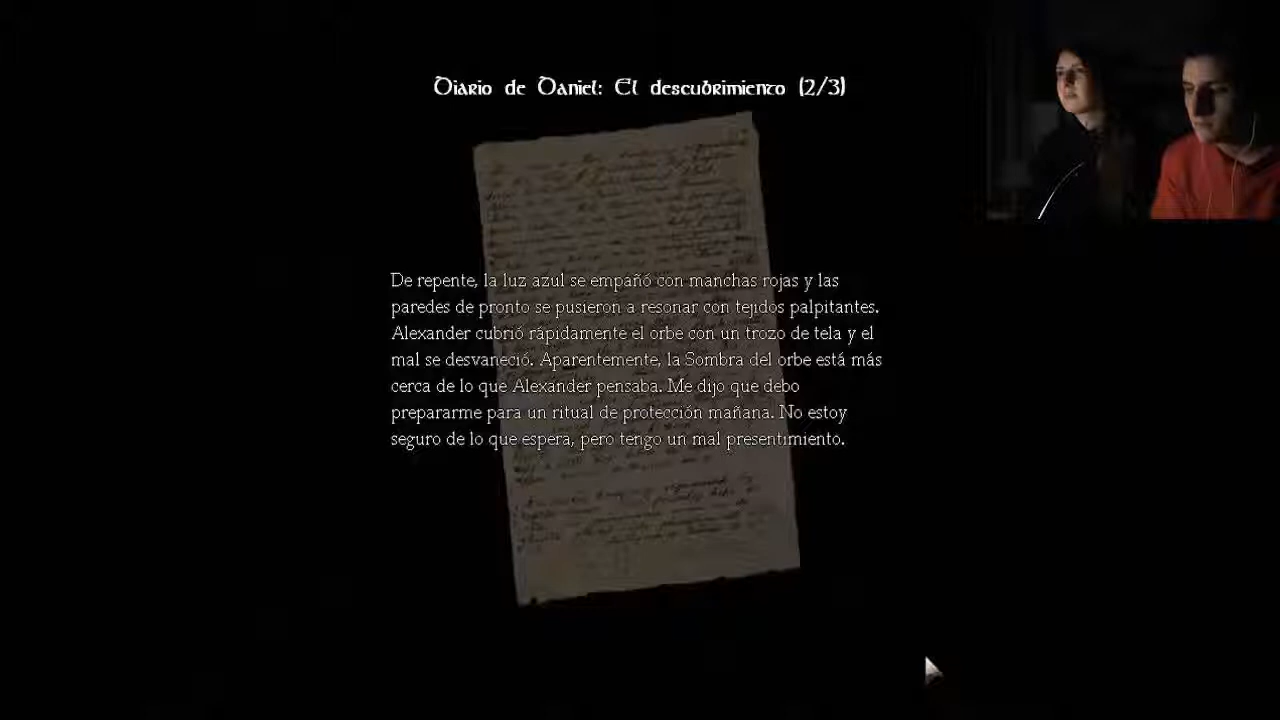 Diario de Daniel: El descubrimiento (2/3)
De repente, la luz azul se empañó con manchas rojas y las
paredes de pronto se pusieron a resonar con tejidos palpitantes.
Alexander cubrió rápidamente el orbe con un trozo de tela y el
mal se desvaneció. Aparentemente, la Sombra del orbe está más
cerca de lo que Alexander pensaba. Me dijo que debo
prepararme para un ritual de protección mañana. No estoy
seguro de lo que espera, pero tengo un mal presentimiento.